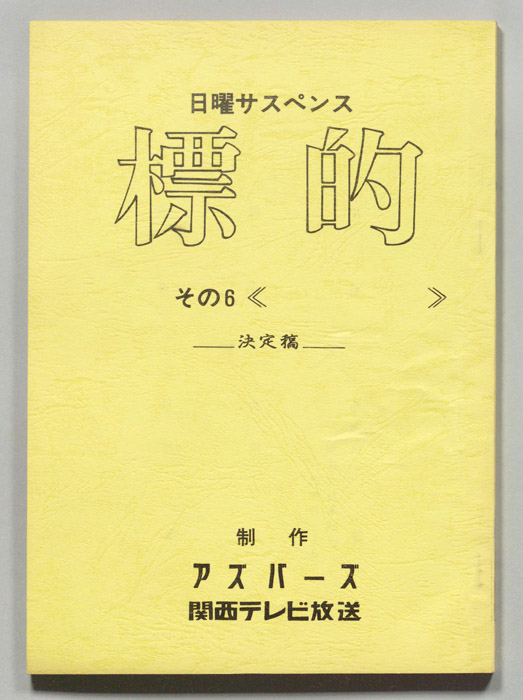 日曜サスペンス
標的
その6《　　　》
決定稿
制作
アズバーズ
関西テレビ放送